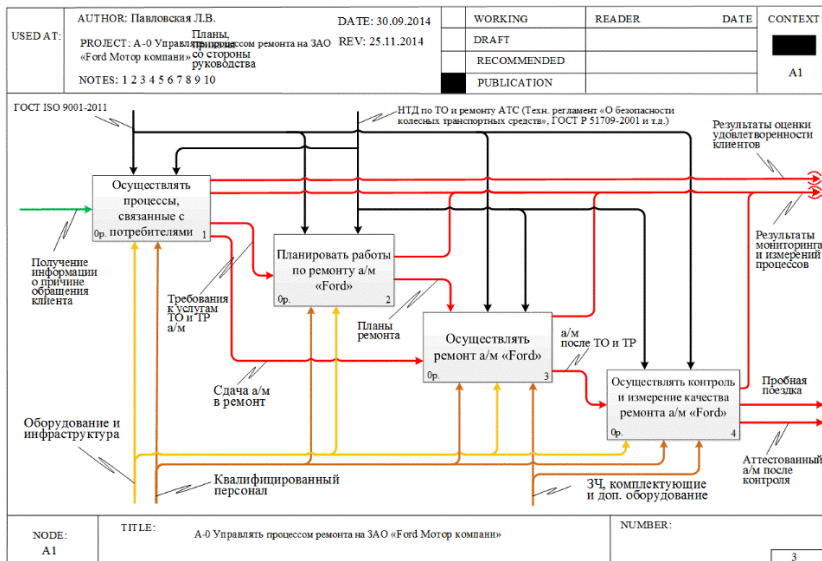 USED AT:
AUTHOR: Павловская Л.В.
DATE: 30.09.2014
PROJECT: А-0 Управлять процессом ремонта на ЗАО
«Ford Мотор компани»
REV: 25.11.2014
Планы,
со стороны
руководства
NOTES: 1 2 3 4 5 6 7 8 9 10
WORKING
DRAFT
RECOMMENDED
PUBLICATION
READER
DATE
CONTEXT:
A1
ГОСТ ISO 9001-2011
НТД по ТО и ремонту АТС (Техн. регламент «О безопасности
колесных транспортных средств», ГОСТ Р 51709-2001 и т.д.)
Результаты оценки
удовлетворенности
клиентов
Осуществлять
процессы,
связанные с
потребителями
0р.
1
Получение
информации
о причине
обращения
клиента
Планировать работы
по ремонту а/м
«Ford»
0р.
2
Результаты
мониторинга
и измерений
процессов
Требования
к услугам
ТО и ТР
а/м
Планы
ремонта
Осуществлять
ремонт а/м «Ford»
0р.
3
а/м
после ТО и ТР
Сдача а/м
в ремонт
Осуществлять контроль
и измерение качества
ремонта а/м «Ford»
0р.
4
Пробная
поездка
Аттестованный
а/м после
контроля
Оборудование и
инфраструктура
Квалифицированный
персонал
ЗЧ, комплектующие
и доп. оборудование
NODE:
A1
TITLE:
А-0 Управлять процессом ремонта на ЗАО «Ford Мотор компани»
NUMBER:
3